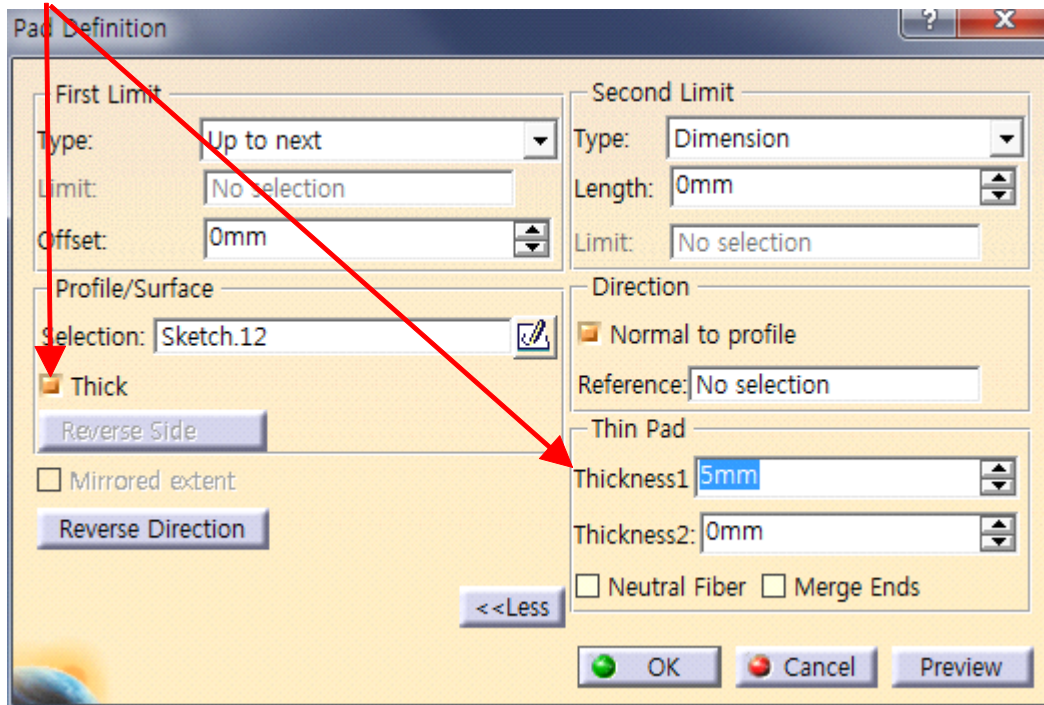 Pad Definition
?
X
First Limit
Type: Up to next
Limit: No selection
Offset: 0mm
Second Limit
Type: Dimension
Length: 0mm
Limit: No selection
Profile/Surface
Selection: Sketch.12
Thick
Reverse Side
Mirrored extent
Reverse Direction
<<Less
Direction
Normal to profile
Reference: No selection
Thin Pad
Thickness1 5mm
Thickness2: 0mm
Neutral Fiber Merge Ends
OK Cancel Preview